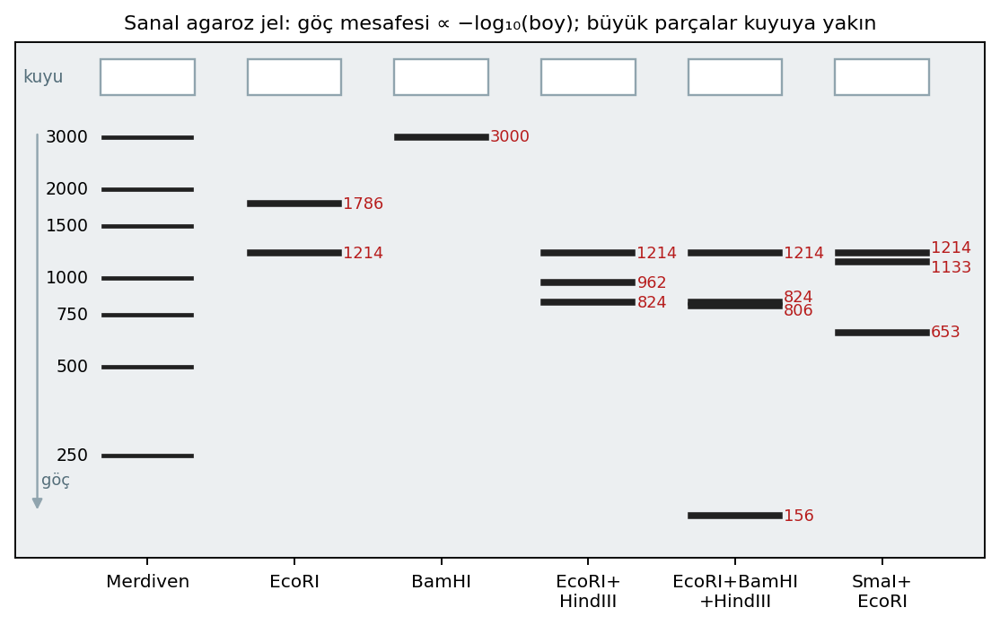 Sanal agaroz jel: göç mesafesi ∝ −log₁₀(boy); büyük parçalar kuyuya yakın
kuyu
3000
3000
2000
1786
1500
1214
1214
1214
1214
1133
1000
962
824
824
806
750
653
500
250
göç
156
Merdiven
EcoRI
BamHI
EcoRI+
HindIII
EcoRI+BamHI
+HindIII
SmaI+
EcoRI